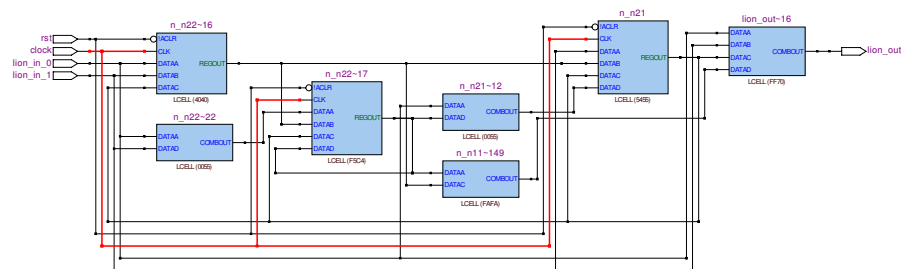 rst
clock
lion_in_0
lion_in_1
n_n22~16
!ACLR
CLK
DATAA
DATAB
DATAC
REGOUT
LCELL (4040)
n_n22~22
DATAA
DATAD
COMBOUT
LCELL (0055)
n_n22~17
!ACLR
CLK
DATAA
DATAB
DATAC
DATAD
REGOUT
LCELL (F5C4)
n_n21~12
DATAA
DATAD
COMBOUT
LCELL (0055)
n_n11~149
DATAA
DATAC
COMBOUT
LCELL (FAFA)
n_n21
!ACLR
CLK
DATAA
DATAB
DATAC
DATAD
REGOUT
LCELL (5455)
lion_out~16
DATAA
DATAB
DATAC
DATAD
COMBOUT
LCELL (FF70)
lion_out